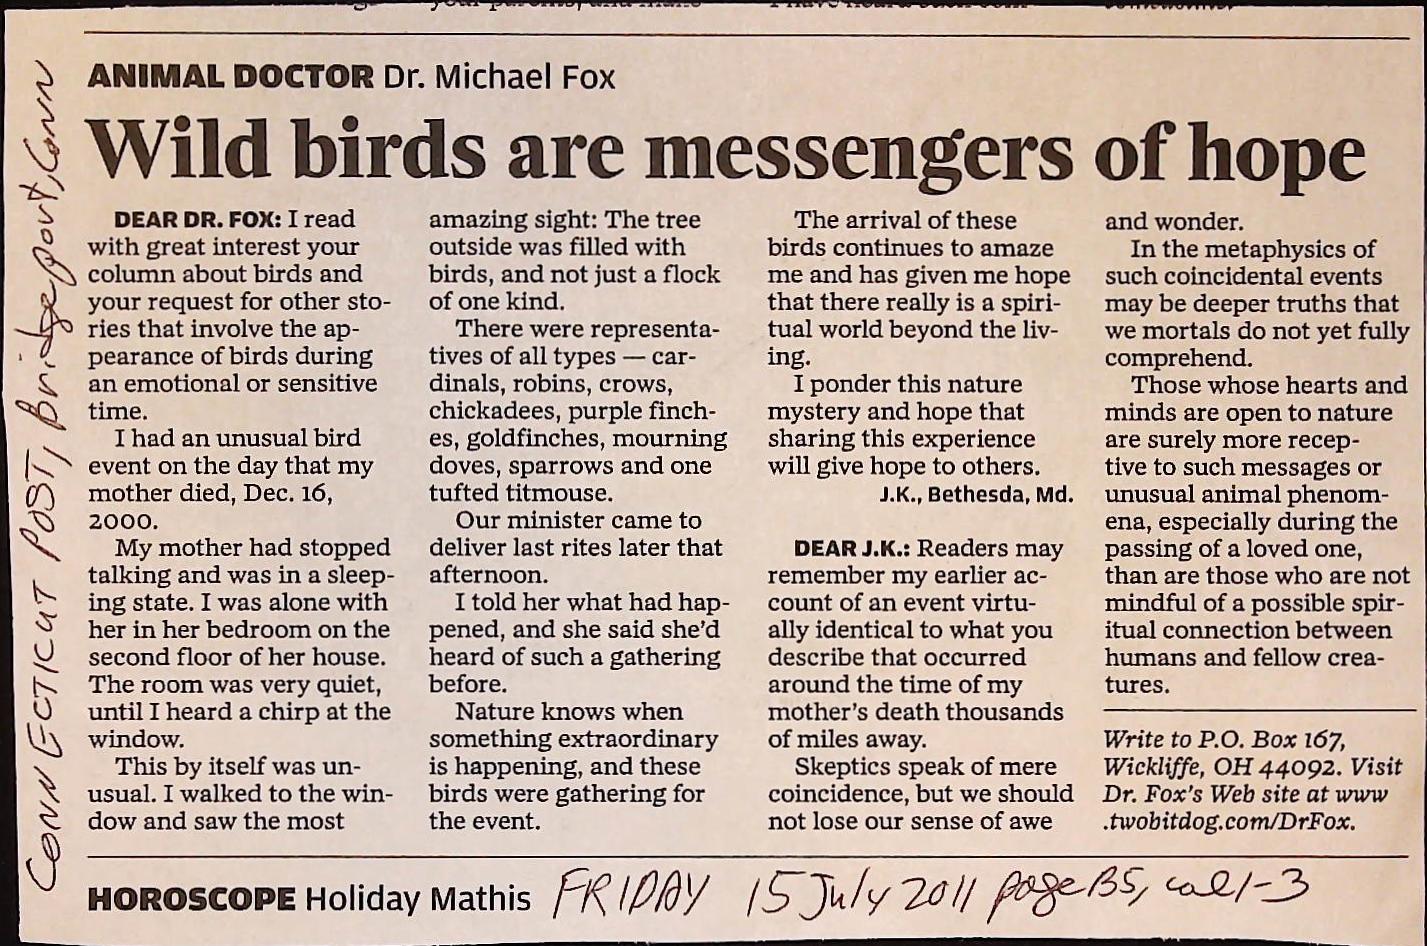 CONNECTICUT POST, Bridgeport, Conn
ANIMAL DOCTOR Dr. Michael Fox
Wild birds are messengers of hope
DEAR DR. FOX: I read
with great interest your
column about birds and
your request for other sto-
ries that involve the ap-
pearance of birds during
an emotional or sensitive
time.
I had an unusual bird
event on the day that my
mother died, Dec. 16,
2000.
My mother had stopped
talking and was in a sleep-
ing state. I was alone with
her in her bedroom on the
second floor of her house.
The room was very quiet,
until I heard a chirp at the
window.
This by itself was un-
usual. I walked to the win-
dow and saw the most
amazing sight: The tree
outside was filled with
birds, and not just a flock
of one kind.
There were representa-
tives of all types — car-
dinals, robins, crows,
chickadees, purple finch-
es, goldfinches, mourning
doves, sparrows and one
tufted titmouse.
Our minister came to
deliver last rites later that
afternoon.
I told her what had hap-
pened, and she said she'd
heard of such a gathering
before.
Nature knows when
something extraordinary
is happening, and these
birds were gathering for
the event.
The arrival of these
birds continues to amaze
me and has given me hope
that there really is a spiri-
tual world beyond the liv-
ing.
I ponder this nature
mystery and hope that
sharing this experience
will give hope to others.
J.K., Bethesda, Md.
DEAR J.K.: Readers may
remember my earlier ac-
count of an event virtu-
ally identical to what you
describe that occurred
around the time of my
mother's death thousands
of miles away.
Skeptics speak of mere
coincidence, but we should
not lose our sense of awe
and wonder.
In the metaphysics of
such coincidental events
may be deeper truths that
we mortals do not yet fully
comprehend.
Those whose hearts and
minds are open to nature
are surely more recep-
tive to such messages or
unusual animal phenom-
ena, especially during the
passing of a loved one,
than are those who are not
mindful of a possible spir-
itual connection between
humans and fellow crea-
tures.
Write to P.O. Box 167,
Wickliffe, OH 44092. Visit
Dr. Fox's Web site at www
.twobitdog.com/DrFox.
HOROSCOPE Holiday Mathis FRIDAY 15 July 2011 page B5, col 1-3